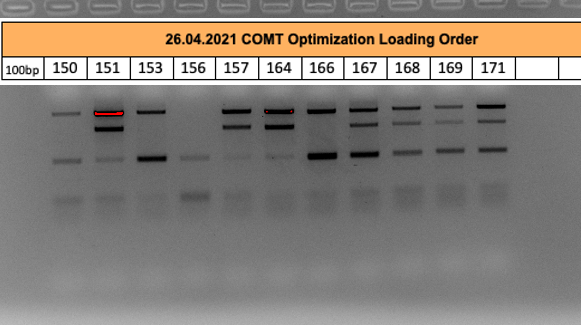 26.04.2021 COMT Optimization Loading Order
100bp 150 151 153 156 157 164 166 167 168 169 171